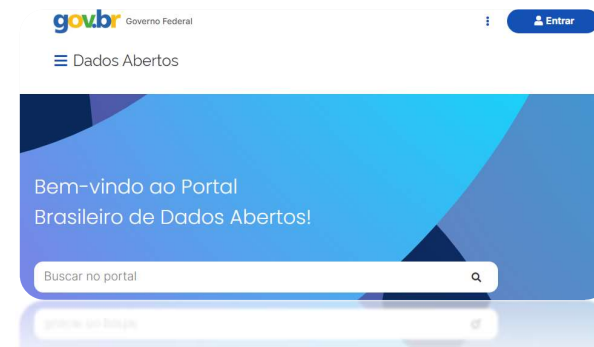 gov.br Governo Federal
Entrar
Dados Abertos
Bem-vindo ao Portal
Brasileiro de Dados Abertos!
Buscar no portal